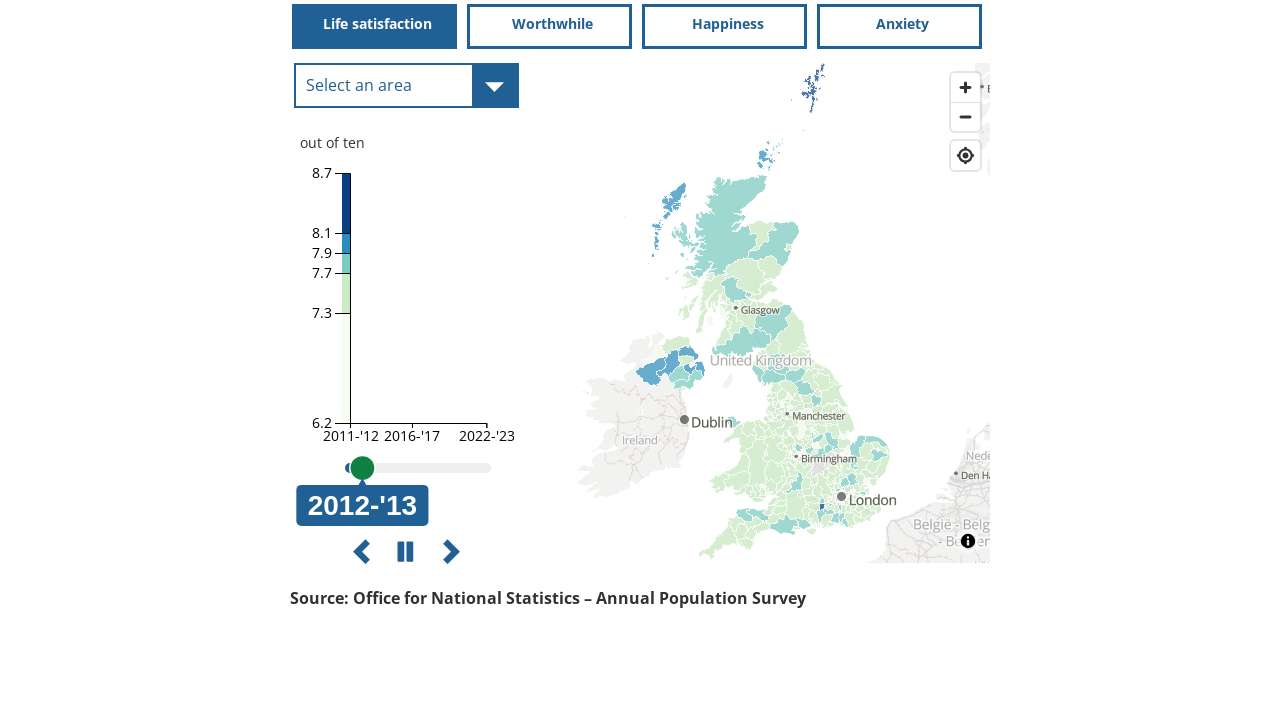 Life satisfaction
Worthwhile
Happiness
Anxiety
Select an area
out of ten
8.7
8.1
7.9
7.7
7.3
6.2
2011-'12
2016-'17
2022-'23
2012-'13
Glasgow
United Kingdom
Manchester
Dublin
Ireland
Birmingham
London
Nede
Den Ha
België - Belg
Source: Office for National Statistics – Annual Population Survey